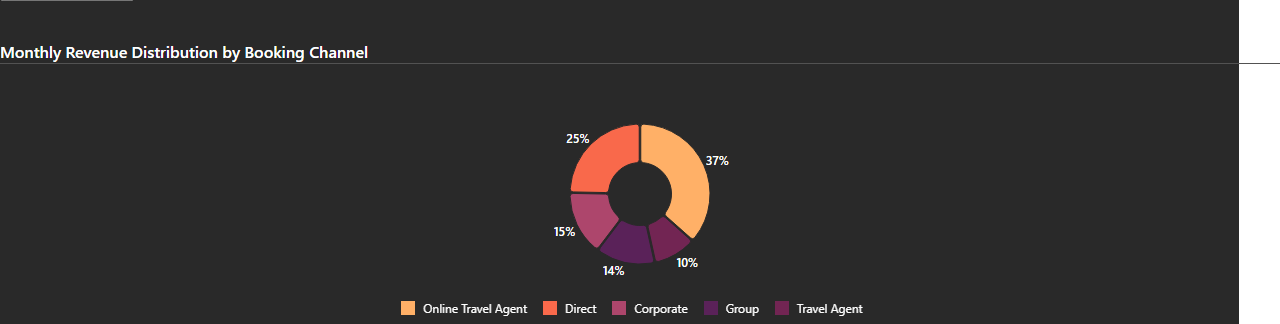 Monthly Revenue Distribution by Booking Channel
25%
37%
15%
14%
10%
Online Travel Agent Direct Corporate Group Travel Agent